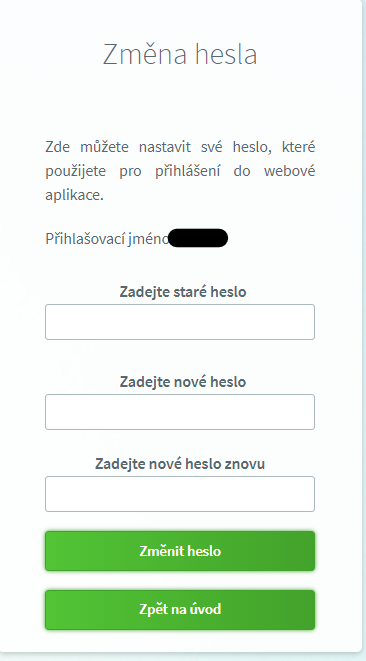 Změna hesla
Zde můžete nastavit své heslo, které
použijete pro přihlášení do webové
aplikace.
Přihlašovací jméno
Zadejte staré heslo
Zadejte nové heslo
Zadejte nové heslo znovu
Změnit heslo
Zpět na úvod